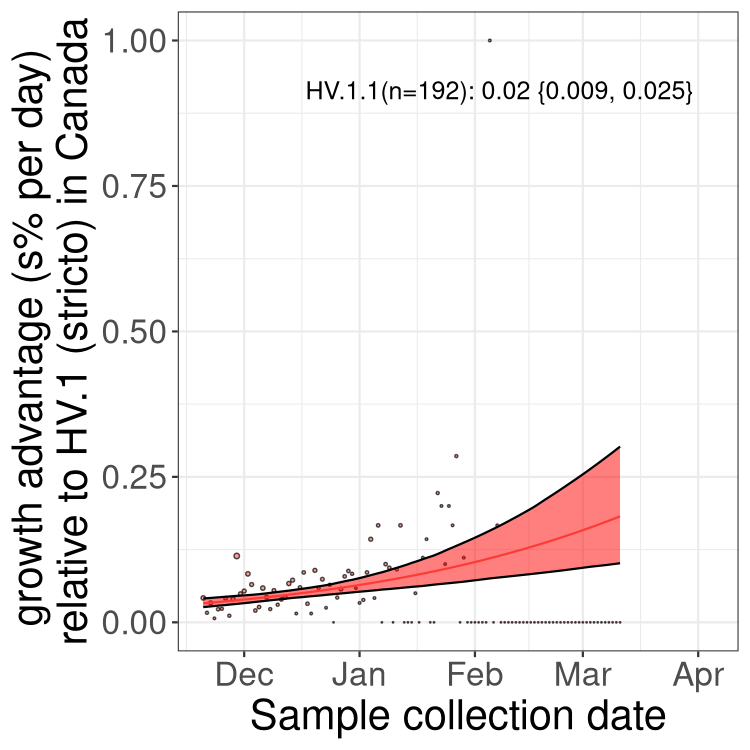 growth advantage (s% per day)
relative to HV.1 (stricto) in Canada
1.00
0.75
0.50
0.25
0.00
HV.1.1(n=192): 0.02 {0.009, 0.025}
Dec Jan Feb Mar Apr
Sample collection date